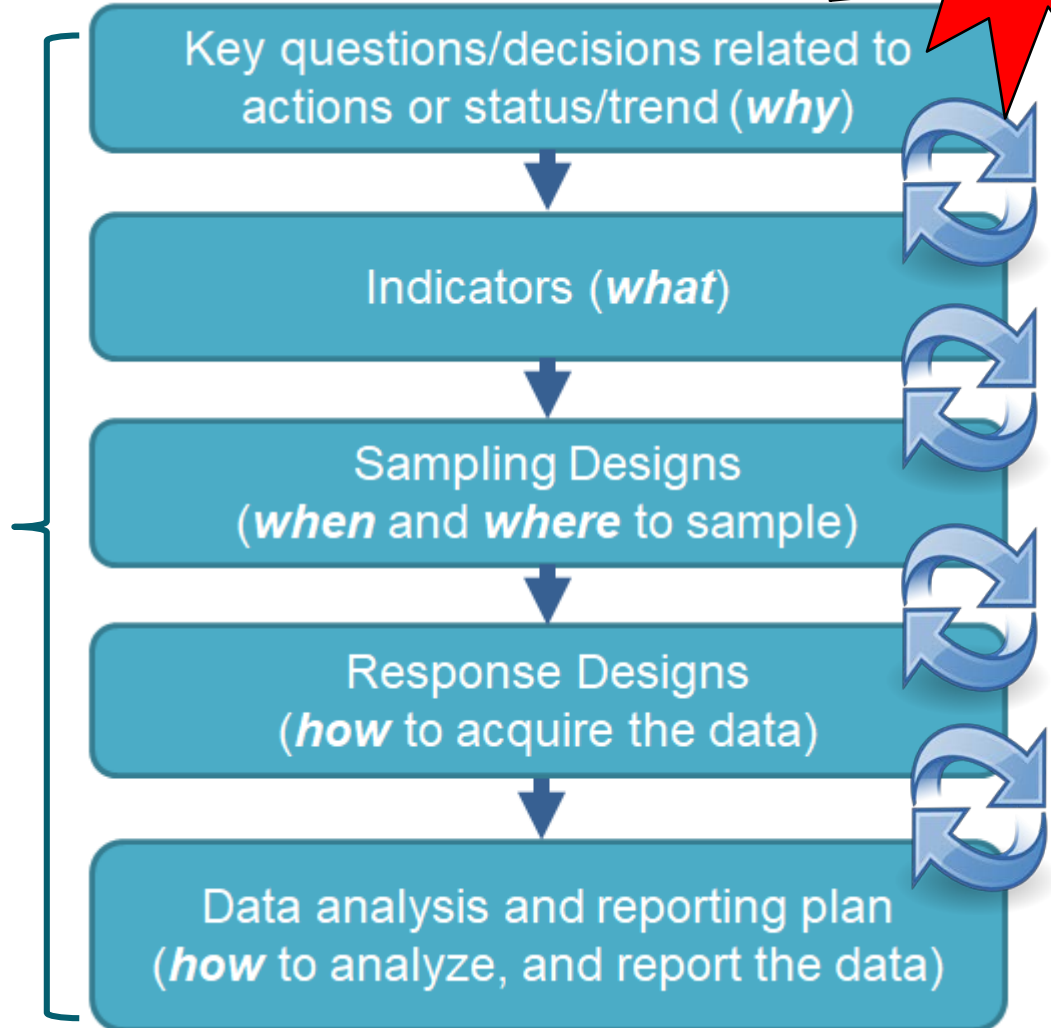 Key questions/decisions related to
actions or status/trend (why)
Indicators (what)
Sampling Designs
(when and where to sample)
Response Designs
(how to acquire the data)
Data analysis and reporting plan
(how to analyze, and report the data)